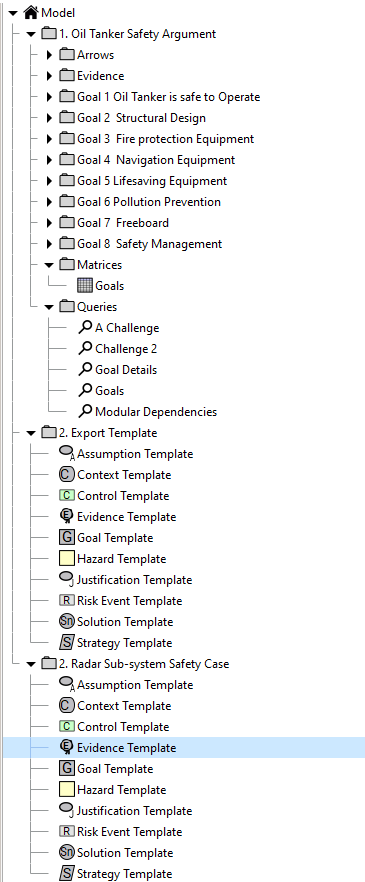 Model
1. Oil Tanker Safety Argument
Arrows
Evidence
Goal 1 Oil Tanker is safe to Operate
Goal 2  Structural Design
Goal 3  Fire protection Equipment
Goal 4  Navigation Equipment
Goal 5 Lifesaving Equipment
Goal 6 Pollution Prevention
Goal 7  Freeboard
Goal 8  Safety Management
Matrices
Goals
Queries
A Challenge
Challenge 2
Goal Details
Goals
Modular Dependencies
2. Export Template
A Assumption Template
C Context Template
C Control Template
E Evidence Template
G Goal Template
Hazard Template
J Justification Template
R Risk Event Template
Sn Solution Template
S Strategy Template
2. Radar Sub-system Safety Case
A Assumption Template
C Context Template
C Control Template
E Evidence Template
G Goal Template
Hazard Template
J Justification Template
R Risk Event Template
Sn Solution Template
S Strategy Template